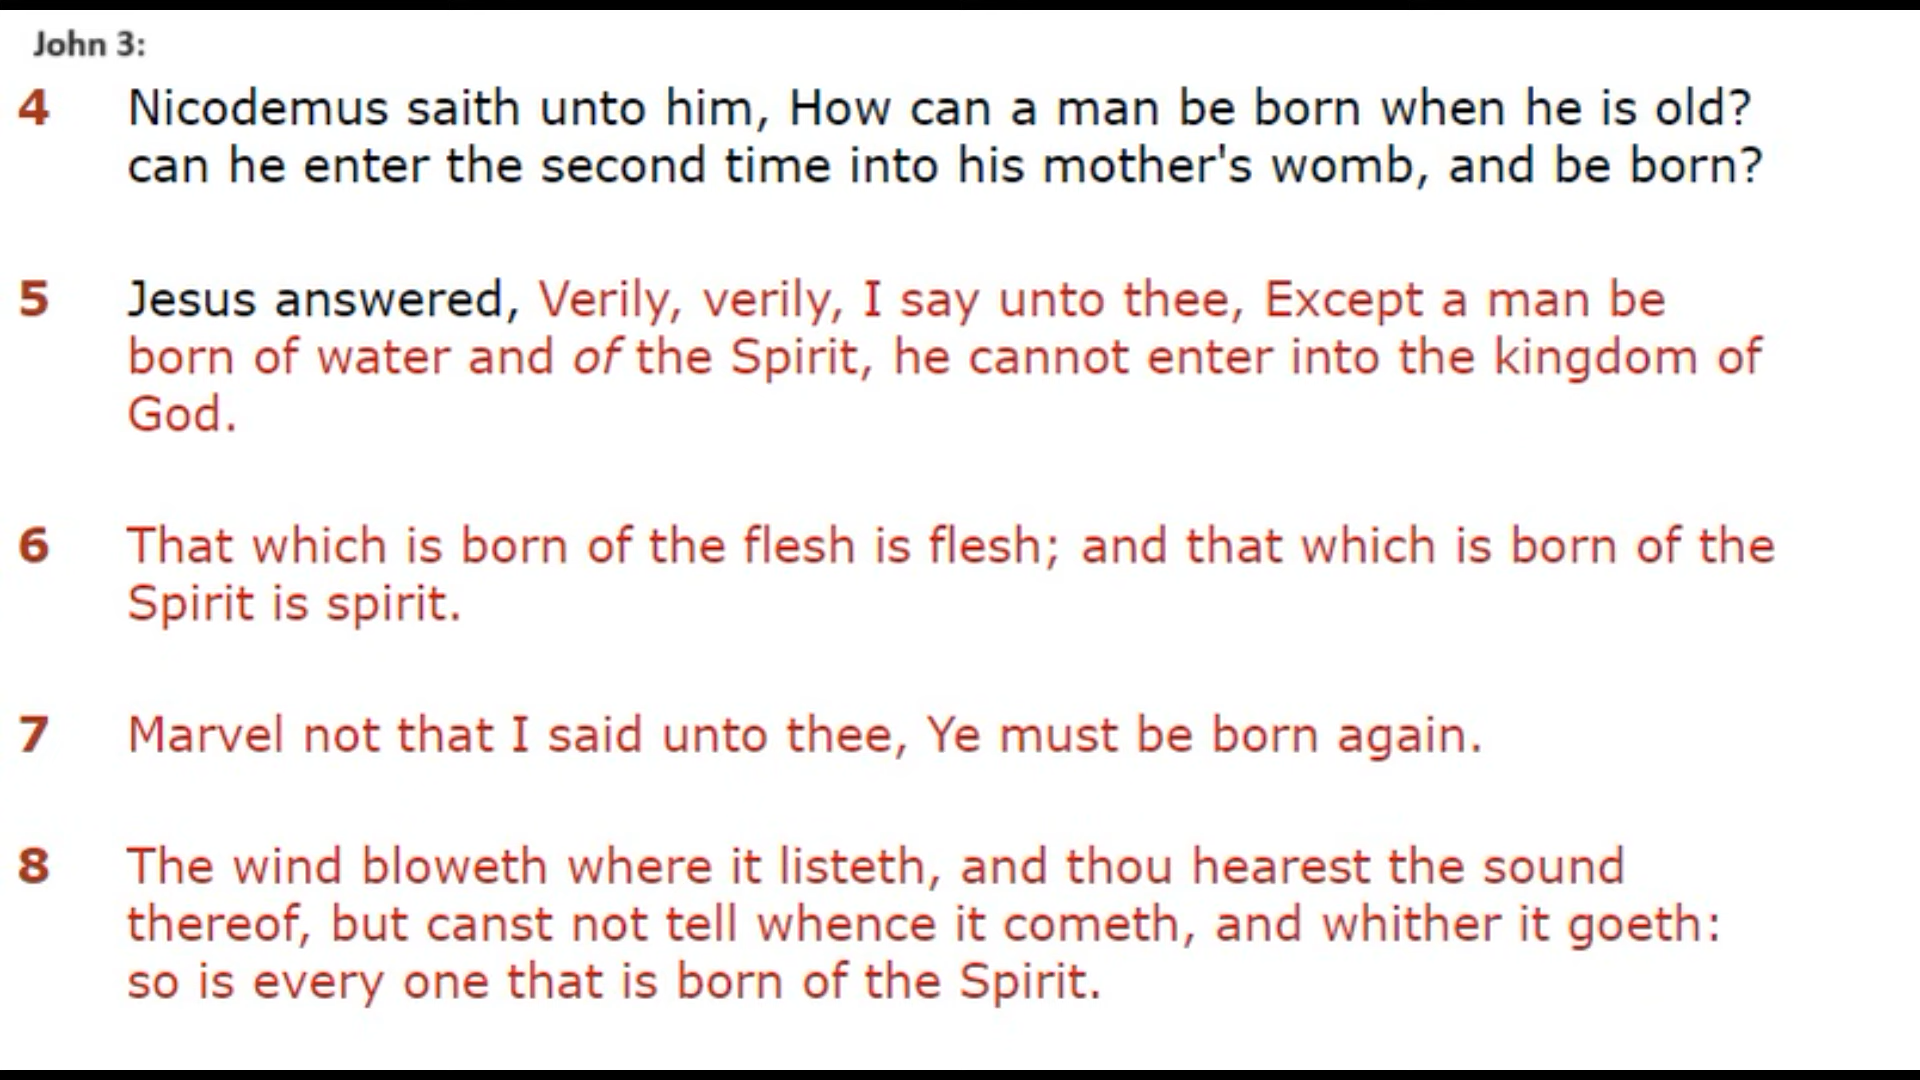 John 3:
4 Nicodemus saith unto him, How can a man be born when he is old?
can he enter the second time into his mother's womb, and be born?
5 Jesus answered, Verily, verily, I say unto thee, Except a man be
born of water and of the Spirit, he cannot enter into the kingdom of
God.
6 That which is born of the flesh is flesh; and that which is born of the
Spirit is spirit.
7 Marvel not that I said unto thee, Ye must be born again.
8 The wind bloweth where it listeth, and thou hearest the sound
thereof, but canst not tell whence it cometh, and whither it goeth:
so is every one that is born of the Spirit.